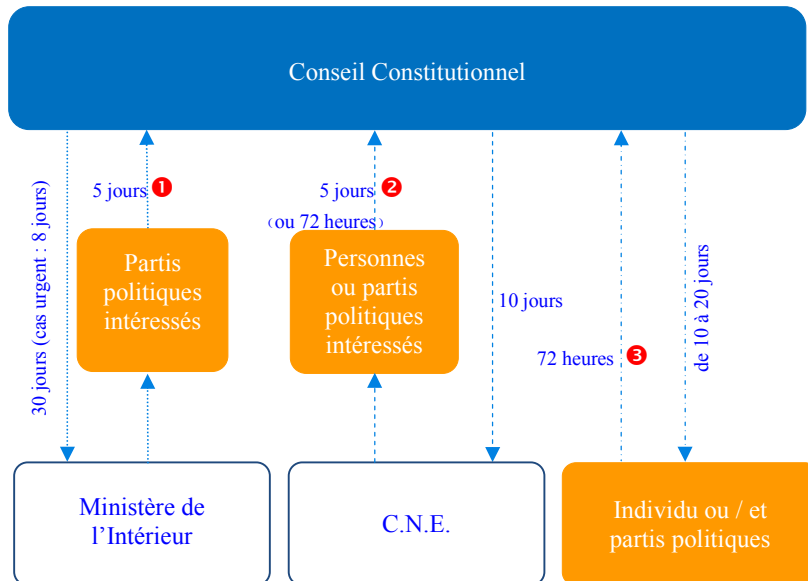 Conseil Constitutionnel
30 jours (cas urgent : 8 jours)
5 jours ❶
Partis
politiques
intéressés
5 jours ❷
(ou 72 heures)
Personnes
ou partis
politiques
intéressés
10 jours
72 heures ❸
de 10 à 20 jours
Ministère de
l’Intérieur
C.N.E.
Individu ou / et
partis politiques